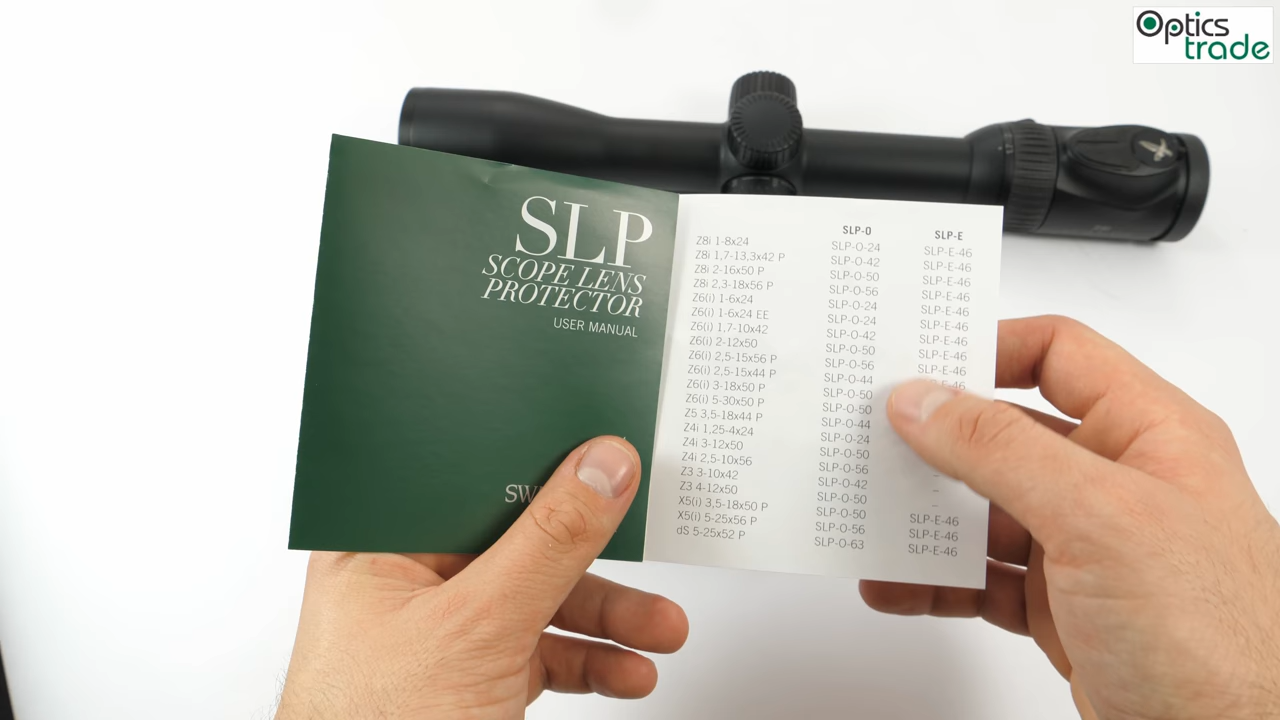 Optics
trade
SLP
SCOPE LENS
PROTECTOR
USER MANUAL
SLP-O SLP-E
Z8i 1-8x24 SLP-O-24 SLP-E-46
Z8i 1,7-13,3x42 P SLP-O-42 SLP-E-46
Z8i 2-16x50 P SLP-O-50 SLP-E-46
Z8i 2,3-18x56 P SLP-O-56 SLP-E-46
Z6(i) 1-6x24 SLP-O-24 SLP-E-46
Z6(i) 1-6x24 EE SLP-O-24 SLP-E-46
Z6(i) 1,7-10x42 SLP-O-42 SLP-E-46
Z6(i) 2-12x50 SLP-O-50 SLP-E-46
Z6(i) 2,5-15x56 P SLP-O-56 SLP-E-46
Z6(i) 2,5-15x44 P SLP-O-44
Z6(i) 3-18x50 P SLP-O-50
Z6(i) 5-30x50 P SLP-O-50
Z5 3,5-18x44 P SLP-O-44
Z4i 1,25-4x24 SLP-O-24
Z4i 3-12x50 SLP-O-50
Z4i 2,5-10x56 SLP-O-56 –
Z3 3-10x42 SLP-O-42 –
Z3 4-12x50 SLP-O-50 –
X5(i) 3,5-18x50 P SLP-O-50 SLP-E-46
X5(i) 5-25x56 P SLP-O-56 SLP-E-46
dS 5-25x52 P SLP-O-63 SLP-E-46